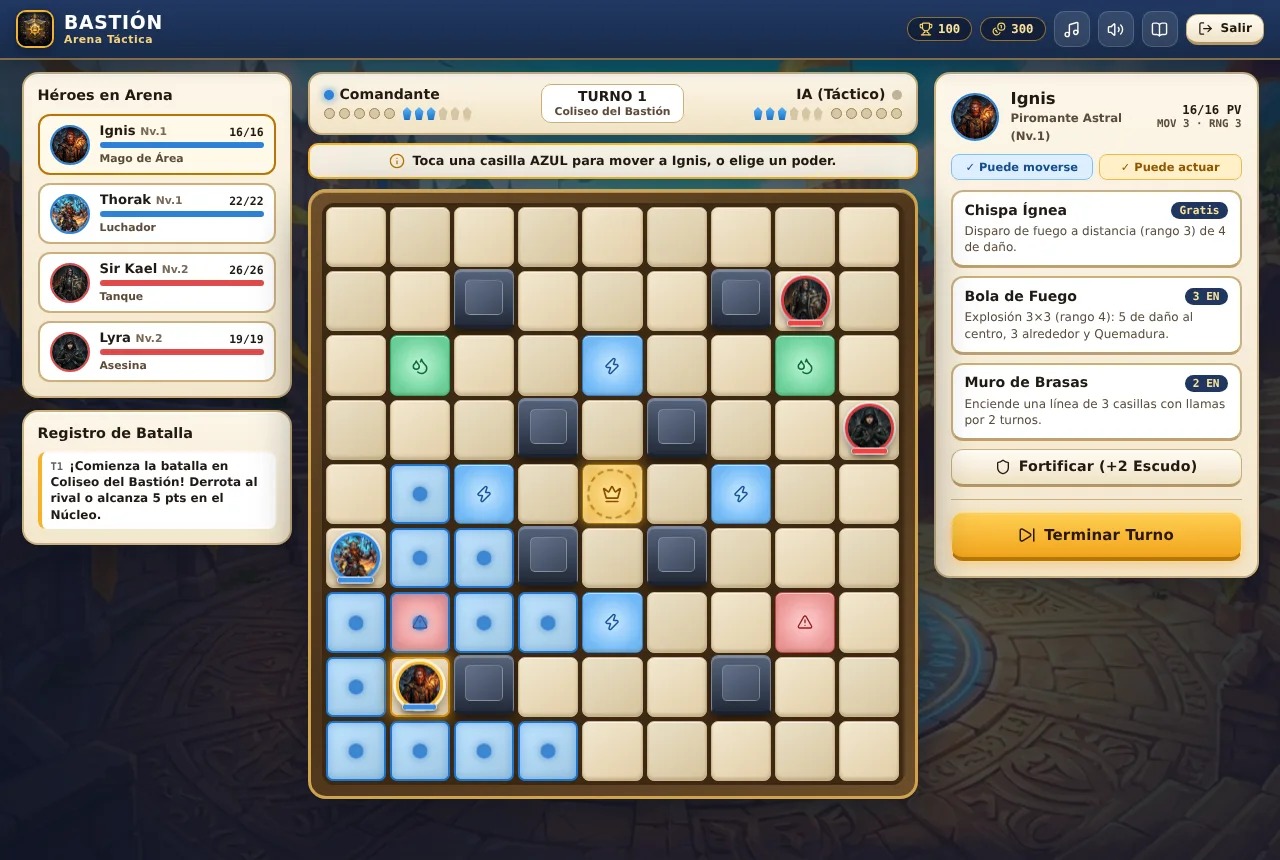 BASTIÓN
Arena Táctica
100
300
Salir
Héroes en Arena
Ignis Nv.1 16/16
Mago de Área
Thorak Nv.1 22/22
Luchador
Sir Kael Nv.2 26/26
Tanque
Lyra Nv.2 19/19
Asesina
Registro de Batalla
T1 ¡Comienza la batalla en
Coliseo del Bastión! Derrota al
rival o alcanza 5 pts en el
Núcleo.
Comandante
TURNO 1
Coliseo del Bastión
IA (Táctico)
Toca una casilla AZUL para mover a Ignis, o elige un poder.
Ignis
Piromante Astral
(Nv.1)
16/16 PV
MOV 3 · RNG 3
✓ Puede moverse
✓ Puede actuar
Chispa Ígnea Gratis
Disparo de fuego a distancia (rango 3) de 4
de daño.
Bola de Fuego 3 EN
Explosión 3×3 (rango 4): 5 de daño al
centro, 3 alrededor y Quemadura.
Muro de Brasas 2 EN
Enciende una línea de 3 casillas con llamas
por 2 turnos.
Fortificar (+2 Escudo)
Terminar Turno